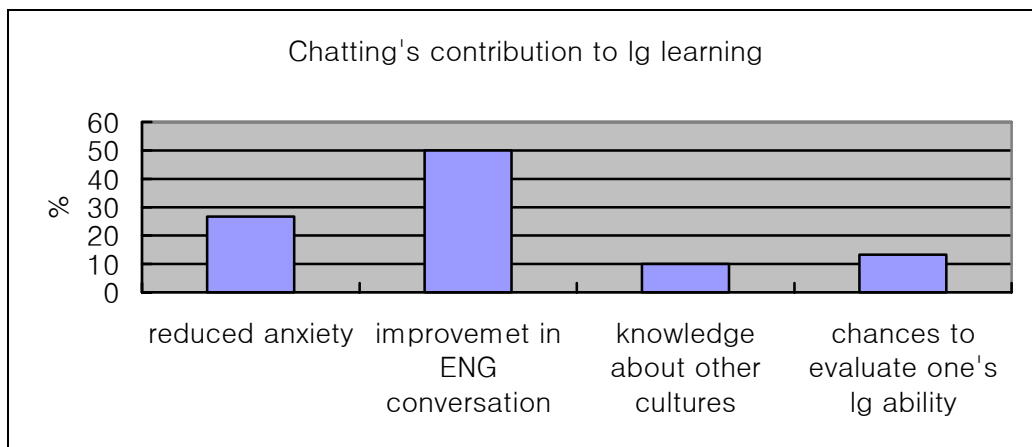 Chatting's contribution to lg learning
60
50
40
30
20
10
0
%
reduced anxiety
improvemet in
ENG
conversation
knowledge
about other
cultures
chances to
evaluate one's
lg ability